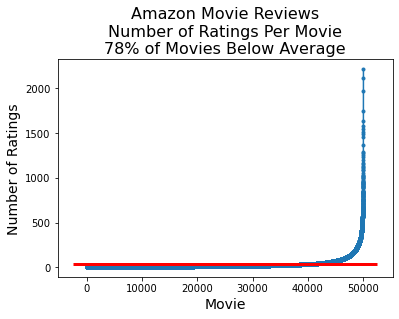 Amazon Movie Reviews
Number of Ratings Per Movie
78% of Movies Below Average
Number of Ratings
2000
1500
1000
500
0
0 10000 20000 30000 40000 50000
Movie